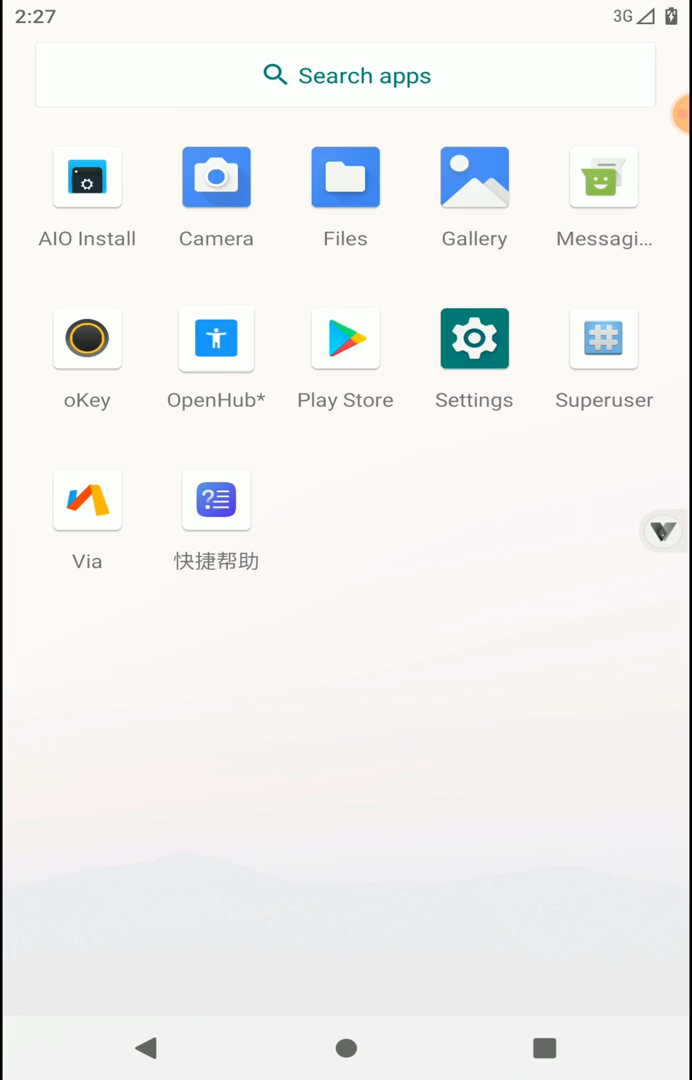 2:27
3G
Search apps
AIO Install
Camera
Files
Gallery
Messagi...
oKey
OpenHub*
Play Store
Settings
Superuser
Via
快捷帮助